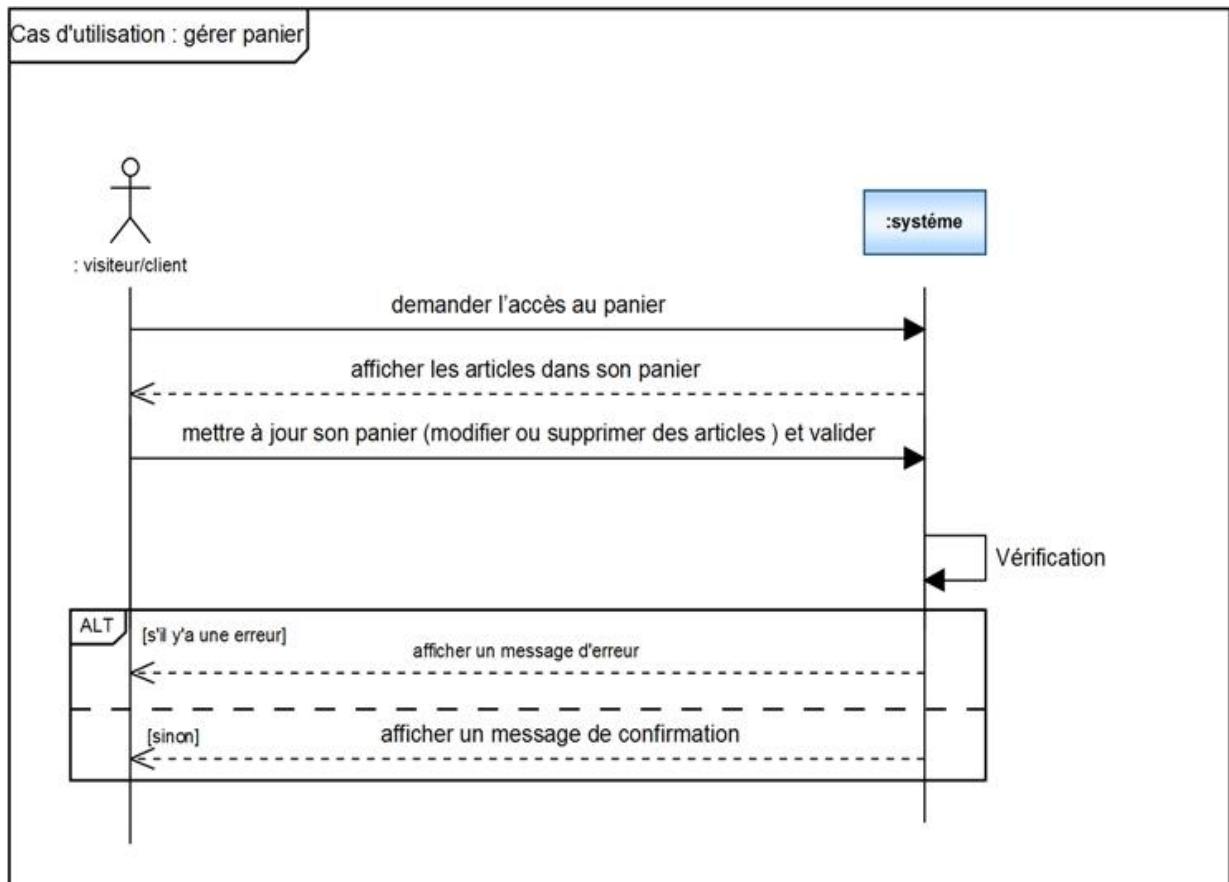 Cas d'utilisation : gérer panier
:systéme
: visiteur/client
demander l'accès au panier
afficher les articles dans son panier
mettre à jour son panier (modifier ou supprimer des articles ) et valider
Vérification
ALT
[s'il y'a une erreur]
afficher un message d'erreur
[sinon]
afficher un message de confirmation